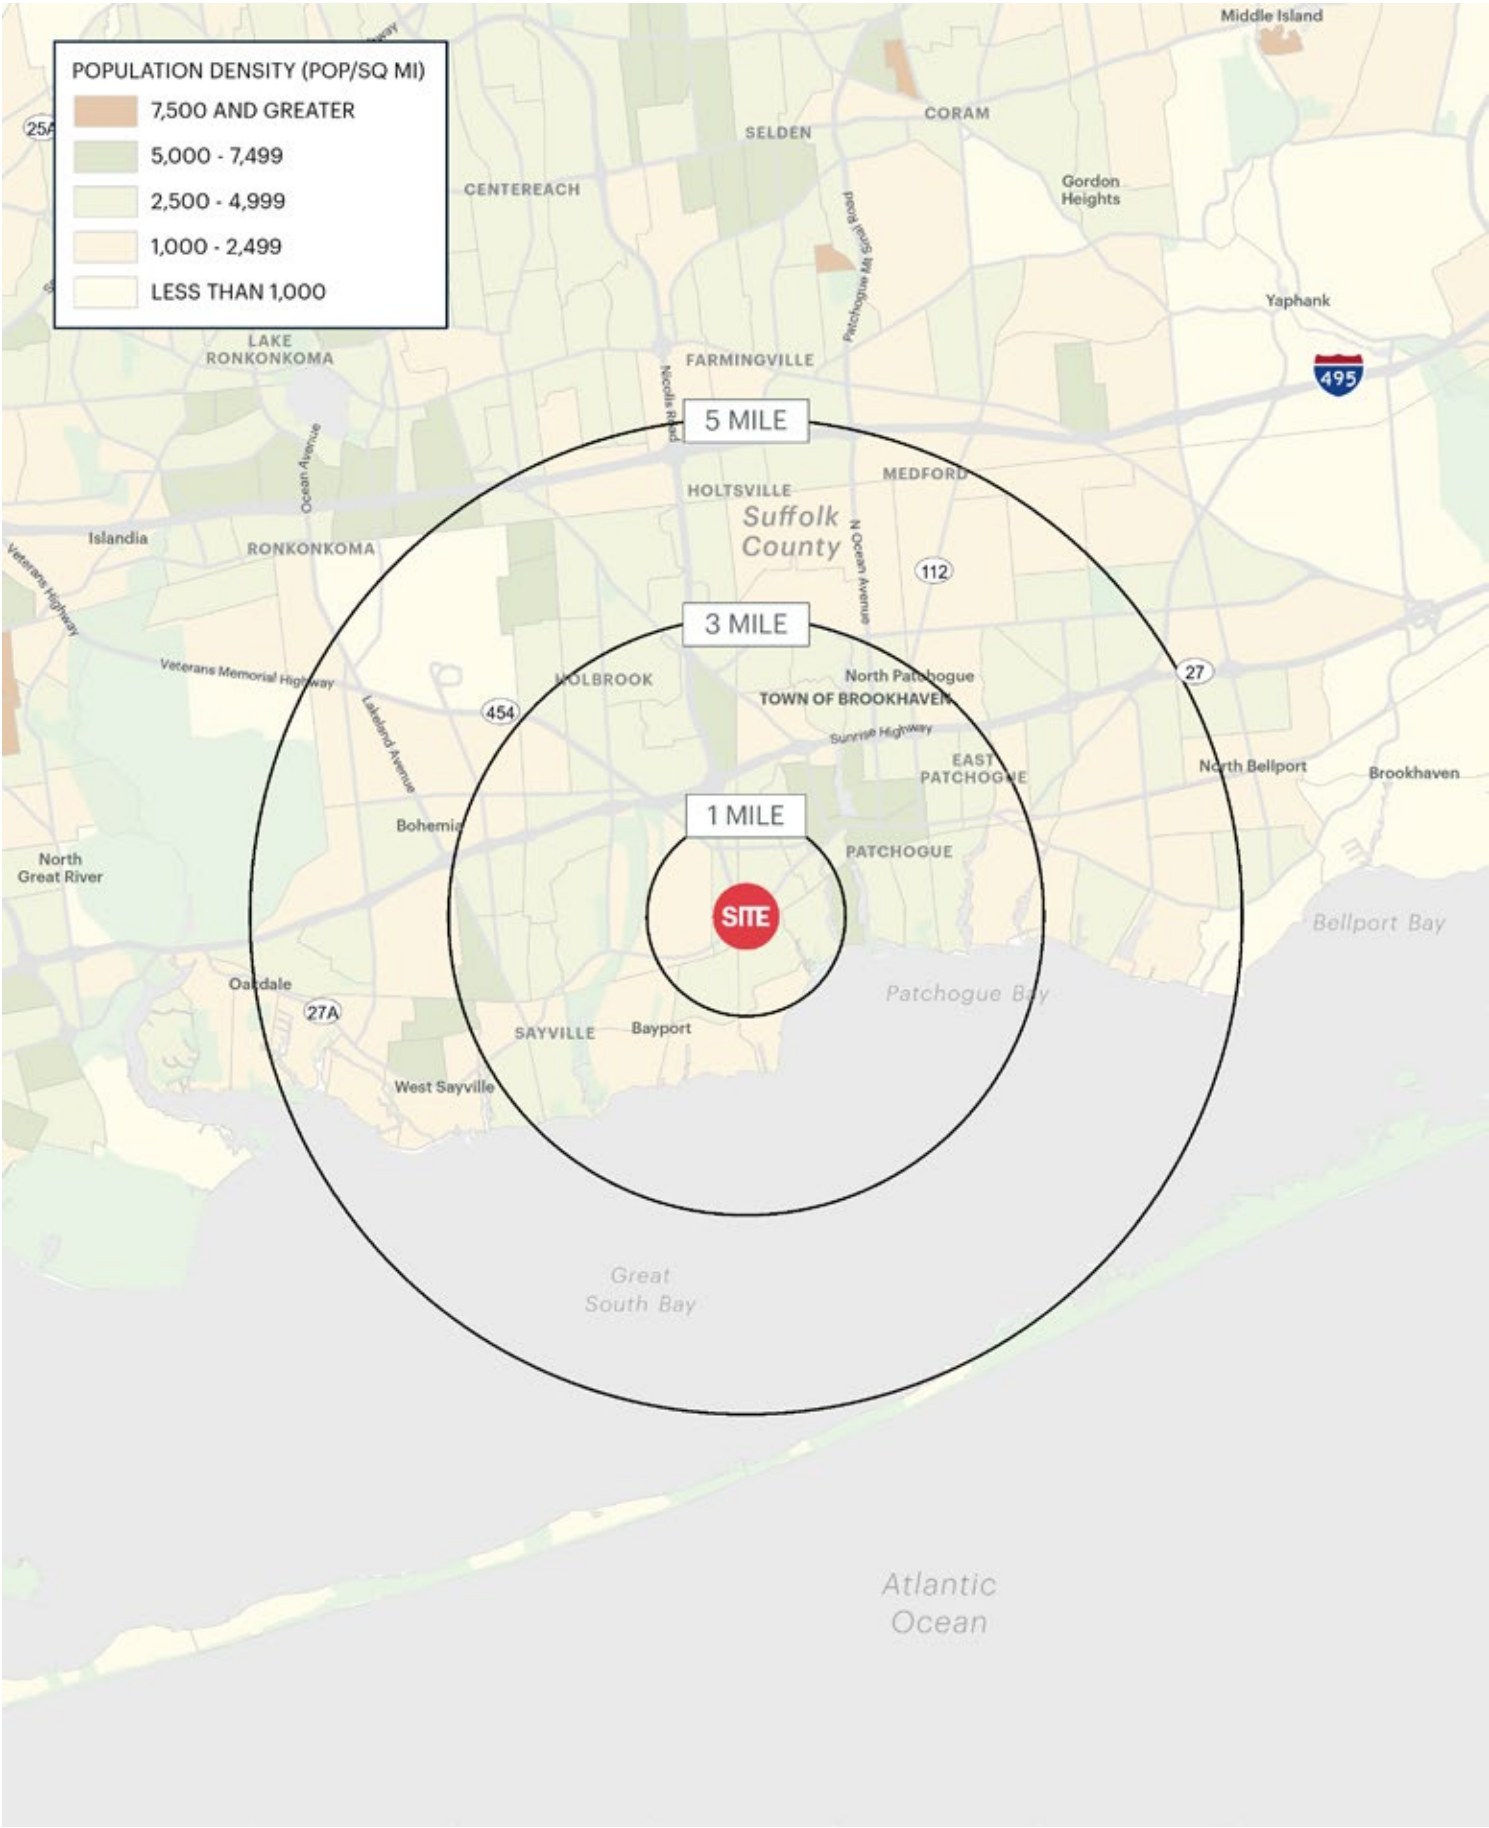 Middle Island
way
POPULATION DENSITY (POP/SQ MI)
7,500 AND GREATER
5,000 - 7,499
2,500 - 4,999
1,000 - 2,499
LESS THAN 1,000
25A
CORAM
SELDEN
CENTEREACH
Gordon
Heights
Patchogue Mt Sinai Road
Yaphank
LAKE
RONKONKOMA
FARMINGVILLE
495
Nicolls Road
5 MILE
Ocean Avenue
MEDFORD
HOLTSVILLE
Suffolk
County
Islandia
RONKONKOMA
N Ocean Avenue
112
Veterans Highway
3 MILE
Veterans Memorial Highway
HOLBROOK
North Patchogue
27
TOWN OF BROOKHAVEN
454
Lakeland Avenue
Sunrise Highway
EAST
PATCHOGUE
North Bellport
Brookhaven
1 MILE
Bohemia
PATCHOGUE
North
Great River
SITE
Bellport Bay
Oakdale
Patchogue Bay
27A
SAYVILLE
Bayport
West Sayville
Great
South Bay
Atlantic
Ocean